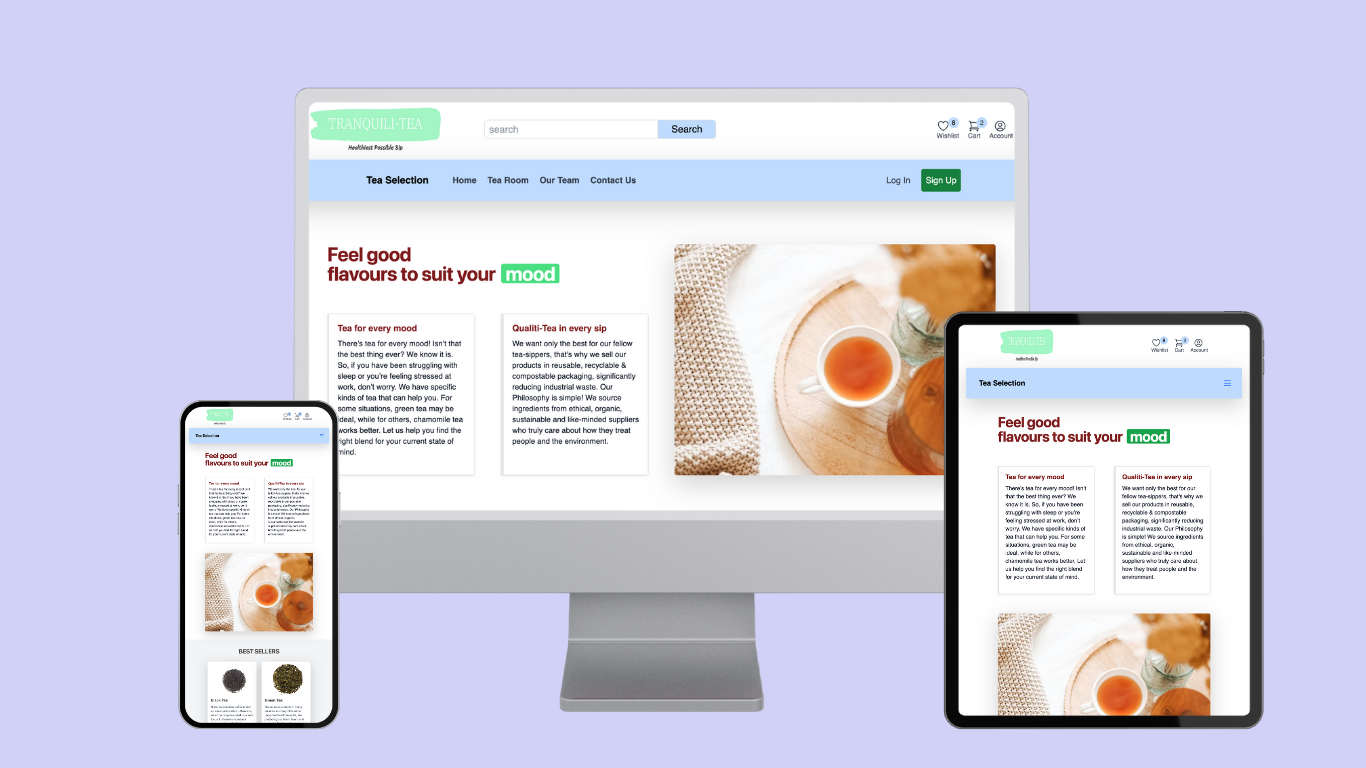 TRANQUILI-TEA
Healthiest Possible Sip
search
Search
8
Wishlist
2
Cart
Account
Tea Selection
Home
Tea Room
Our Team
Contact Us
Log In
Sign Up
Feel good
flavours to suit your mood
Tea for every mood
There's tea for every mood! Isn't that
the best thing ever? We know it is.
So, if you have been struggling with
sleep or you're feeling stressed at
work, don't worry. We have specific
kinds of tea that can help you. For
some situations, green tea may be
ideal, while for others, chamomile tea
works better. Let us help you find the
right blend for your current state of
mind.
Qualiti-Tea in every sip
We want only the best for our fellow
tea-sippers, that's why we sell our
products in reusable, recyclable &
compostable packaging, significantly
reducing industrial waste. Our
Philosophy is simple! We source
ingredients from ethical, organic,
sustainable and like-minded suppliers
who truly care about how they treat
people and the environment.
Tea Selection
Feel good
flavours to suit your mood
Tea for every mood
Qualiti-Tea in every sip
BEST SELLERS
Black Tea
Green Tea
TRANQUILI-TEA
Wishlist
Cart
Account
Tea Selection
Feel good
flavours to suit your mood
Tea for every mood
There's tea for every mood! Isn't
that the best thing ever? We
know it is. So, if you have been
struggling with sleep or you're
feeling stressed at work, don't
worry. We have specific kinds of
tea that can help you. For some
situations, green tea may be
ideal, while for others,
chamomile tea works better. Let
us help you find the right blend
for your current state of mind.
Qualiti-Tea in every sip
We want only the best for our
fellow tea-sippers, that's why we
sell our products in reusable,
recyclable & compostable
packaging, significantly reducing
industrial waste. Our Philosophy
is simple! We source ingredients
from ethical, organic,
sustainable and like-minded
suppliers who truly care about
how they treat people and the
environment.